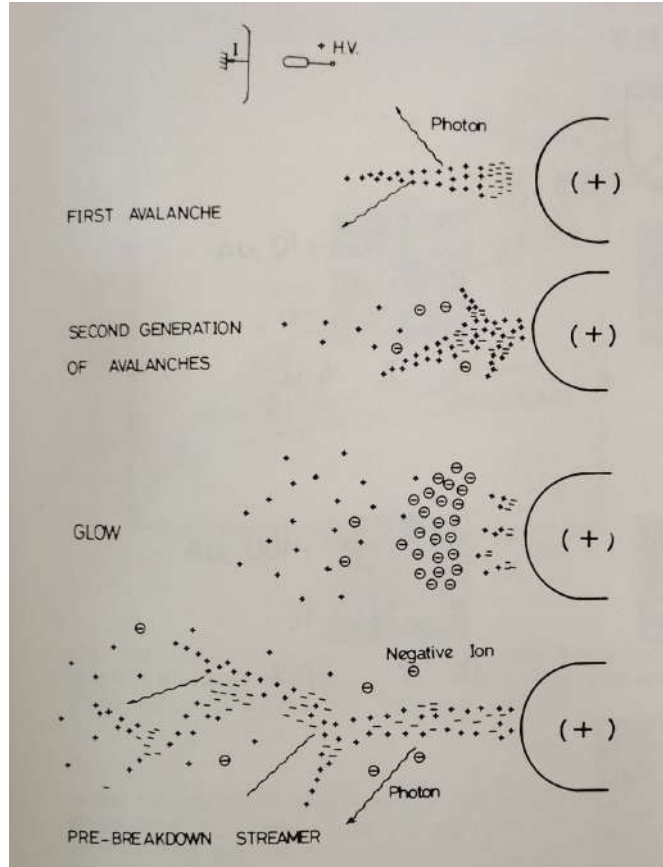 I
+ H.V.
Photon
(+)
FIRST AVALANCHE
SECOND GENERATION
OF AVALANCHES
(+)
GLOW
(+)
Negative Ion
(+)
Photon
PRE-BREAKDOWN STREAMER